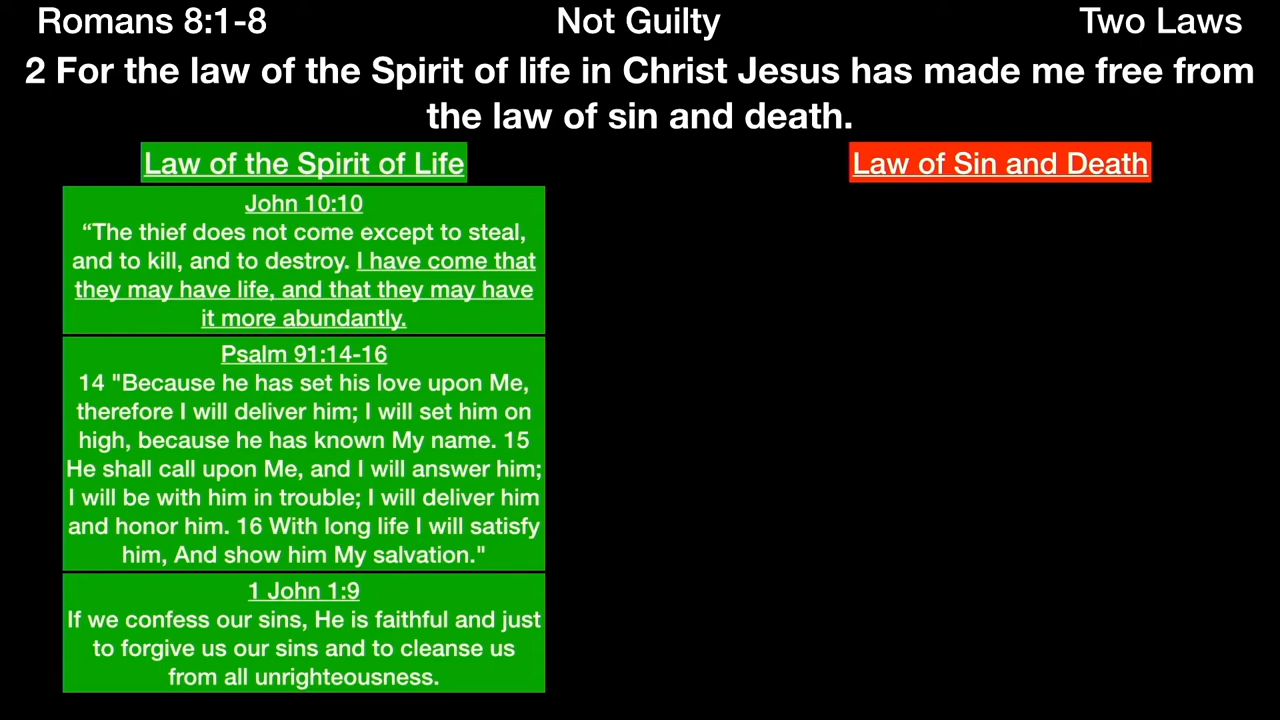 Romans 8:1-8 Not Guilty Two Laws
2 For the law of the Spirit of life in Christ Jesus has made me free from
the law of sin and death.
Law of the Spirit of Life
Law of Sin and Death
John 10:10
“The thief does not come except to steal,
and to kill, and to destroy. I have come that
they may have life, and that they may have
it more abundantly.
Psalm 91:14-16
14 "Because he has set his love upon Me,
therefore I will deliver him; I will set him on
high, because he has known My name. 15
He shall call upon Me, and I will answer him;
I will be with him in trouble; I will deliver him
and honor him. 16 With long life I will satisfy
him, And show him My salvation."
1 John 1:9
If we confess our sins, He is faithful and just
to forgive us our sins and to cleanse us
from all unrighteousness.